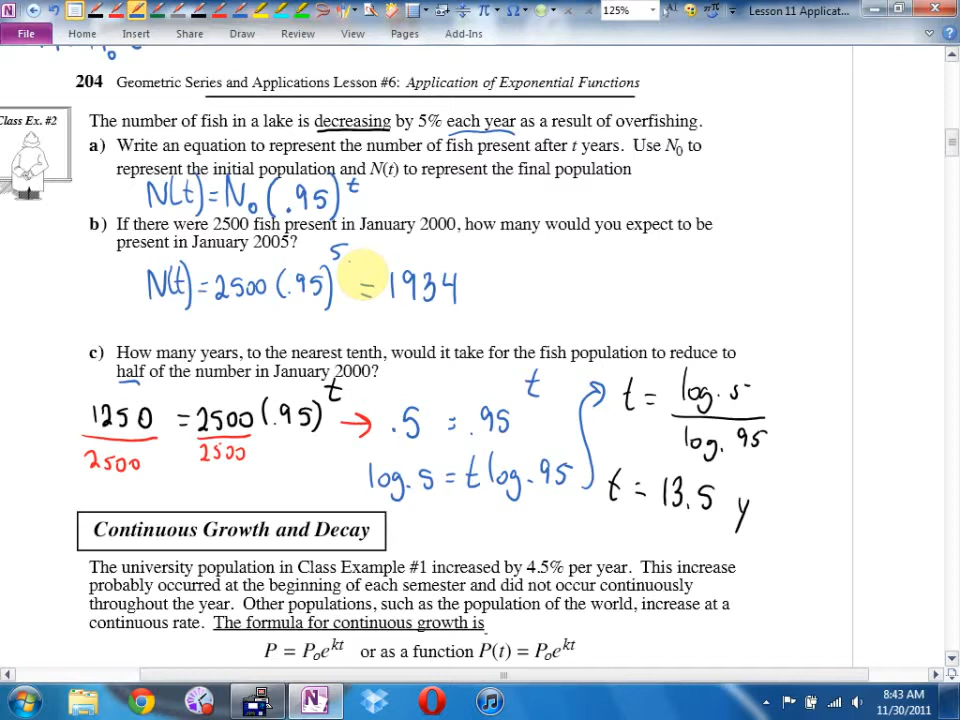 125% Lesson 11 Applicat...
File Home Insert Share Draw Review View Pages Add-Ins
204 Geometric Series and Applications Lesson #6: Application of Exponential Functions
Class Ex. #2
The number of fish in a lake is decreasing by 5% each year as a result of overfishing.
a) Write an equation to represent the number of fish present after t years. Use N₀ to
represent the initial population and N(t) to represent the final population
N(t) = N₀ (.95)^t
b) If there were 2500 fish present in January 2000, how many would you expect to be
present in January 2005?
N(t) = 2500 (.95)^5 = 1934
c) How many years, to the nearest tenth, would it take for the fish population to reduce to
half of the number in January 2000?
1250 = 2500 (.95)^t → .5 = .95^t
2500 2500
log .5 = t log .95
t = log .5 / log .95
t = 13.5 y
Continuous Growth and Decay
The university population in Class Example #1 increased by 4.5% per year. This increase
probably occurred at the beginning of each semester and did not occur continuously
throughout the year. Other populations, such as the population of the world, increase at a
continuous rate. The formula for continuous growth is
P = P₀e^kt or as a function P(t) = P₀e^kt
8:43 AM
11/30/2011